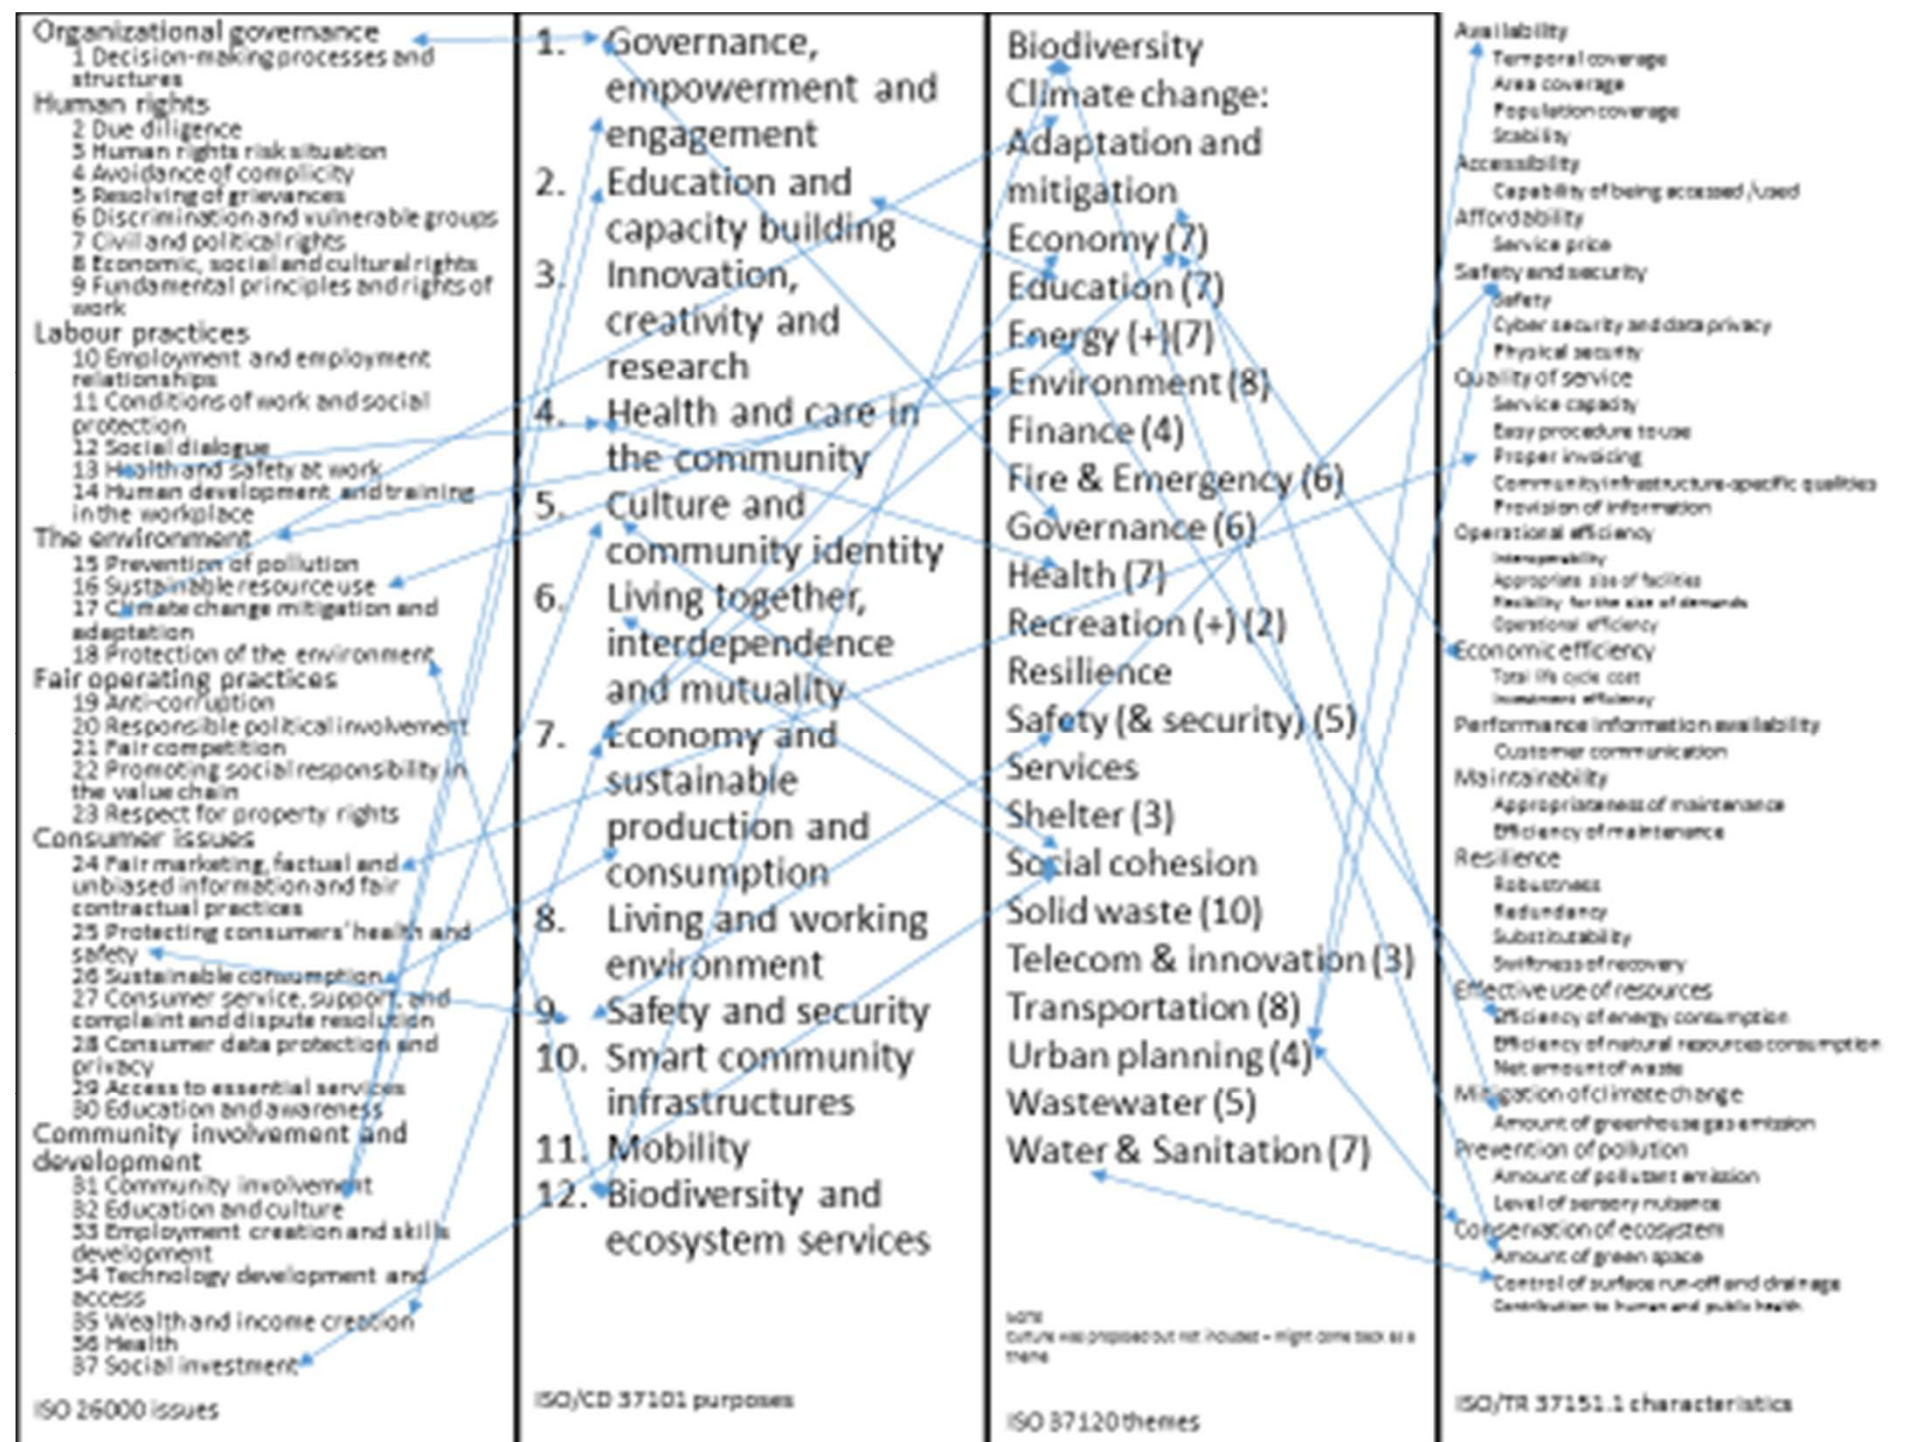 Organizational governance
1 Decision-making processes and
structures
Human rights
2 Due diligence
3 Human rights risk situation
4 Avoidance of complicity
5 Resolving of grievances
6 Discrimination and vulnerable groups
7 Civil and political rights
8 Economic, social and cultural rights
9 Fundamental principles and rights of
work
Labour practices
10 Employment and employment
relationships
11 Conditions of work and social
protection
12 Social dialogue
13 Health and safety at work
14 Human development and training
in the workplace
The environment
15 Prevention of pollution
16 Sustainable resource use
17 Climate change mitigation and
adaptation
18 Protection of the environment
Fair operating practices
19 Anti-corruption
20 Responsible political involvement
21 Fair competition
22 Promoting social responsibility in
the value chain
23 Respect for property rights
Consumer issues
24 Fair marketing, factual and
unbiased information and fair
contractual practices
25 Protecting consumers' health and
safety
26 Sustainable consumption
27 Consumer service, support, and
complaint and dispute resolution
28 Consumer data protection and
privacy
29 Access to essential services
30 Education and awareness
Community involvement and
development
31 Community involvement
32 Education and culture
33 Employment creation and skills
development
34 Technology development and
access
35 Wealth and income creation
36 Health
37 Social investment
ISO 26000 issues
1. Governance,
empowerment and
engagement
2. Education and
capacity building
3. Innovation,
creativity and
research
4. Health and care in
the community
5. Culture and
community identity
6. Living together,
interdependence
and mutuality
7. Economy and
sustainable
production and
consumption
8. Living and working
environment
9. Safety and security
10. Smart community
infrastructures
11. Mobility
12. Biodiversity and
ecosystem services
ISO/CD 37101 purposes
Biodiversity
Climate change:
Adaptation and
mitigation
Economy (7)
Education (7)
Energy (+)(7)
Environment (8)
Finance (4)
Fire & Emergency (6)
Governance (6)
Health (7)
Recreation (+) (2)
Resilience
Safety (& security) (5)
Services
Shelter (3)
Social cohesion
Solid waste (10)
Telecom & innovation (3)
Transportation (8)
Urban planning (4)
Wastewater (5)
Water & Sanitation (7)
Culture was proposed but not included – might come back as a
theme
ISO 37120 themes
Availability
Temporal coverage
Area coverage
Population coverage
Stability
Accessibility
Capability of being accessed /used
Affordability
Service price
Safety and security
Safety
Cyber security and data privacy
Physical security
Quality of service
Service capacity
Easy procedure to use
Proper invoicing
Community infrastructure-specific qualities
Provision of information
Operational efficiency
Interoperability
Appropriate size of facilities
Flexibility for the size of demands
Operational efficiency
Economic efficiency
Total life cycle cost
Investment efficiency
Performance information availability
Customer communication
Maintainability
Appropriateness of maintenance
Efficiency of maintenance
Resilience
Robustness
Redundancy
Substitutability
Swiftness of recovery
Effective use of resources
Efficiency of energy consumption
Efficiency of natural resources consumption
Net amount of waste
Mitigation of climate change
Amount of greenhouse gas emission
Prevention of pollution
Amount of pollutant emission
Level of sensory nuisance
Conservation of ecosystem
Amount of green space
Control of surface run-off and drainage
Contribution to human and public health
ISO/TR 37151.1 characteristics